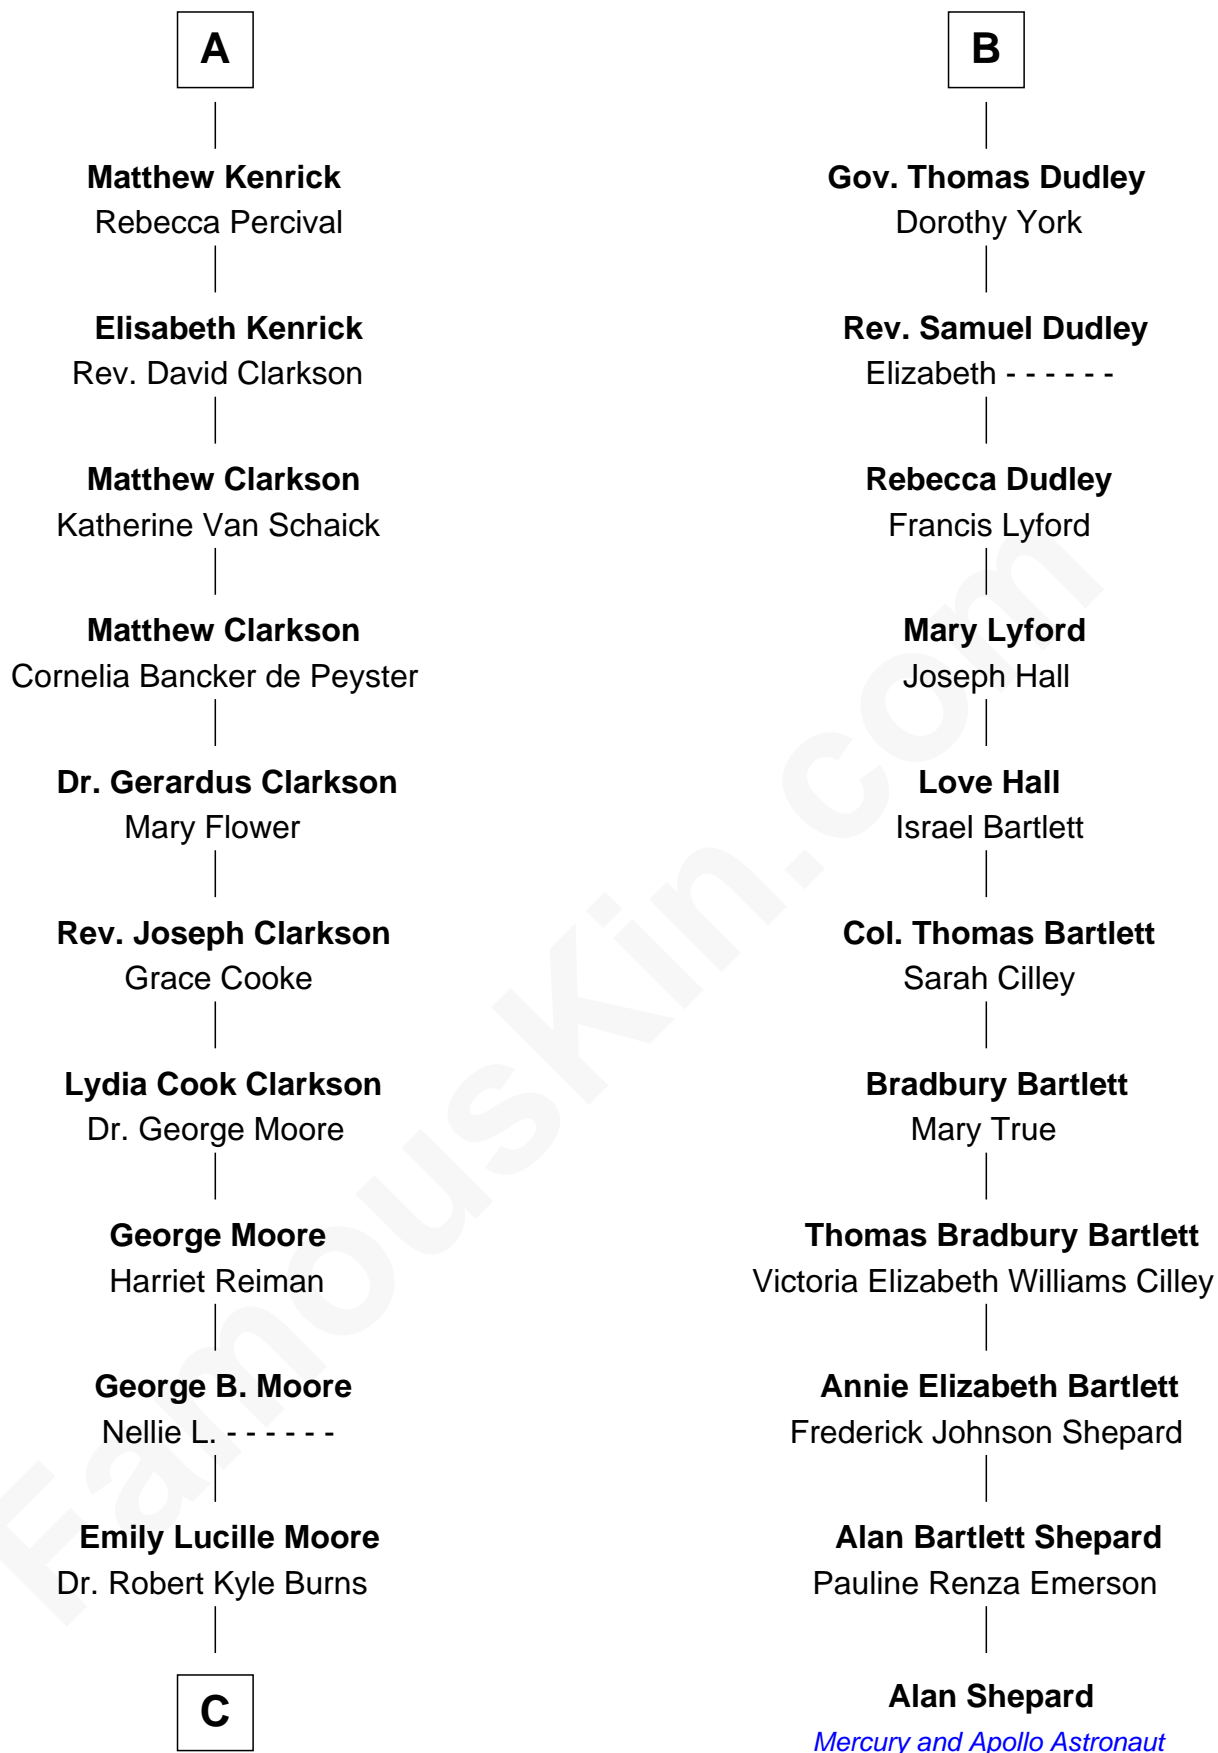 A
Matthew Kenrick
Rebecca Percival
Elisabeth Kenrick
Rev. David Clarkson
Matthew Clarkson
Katherine Van Schaick
Matthew Clarkson
Cornelia Bancker de Peyster
Dr. Gerardus Clarkson
Mary Flower
Rev. Joseph Clarkson
Grace Cooke
Lydia Cook Clarkson
Dr. George Moore
George Moore
Harriet Reiman
George B. Moore
Nellie L. - - - - - -
Emily Lucille Moore
Dr. Robert Kyle Burns
C
B
Gov. Thomas Dudley
Dorothy York
Rev. Samuel Dudley
Elizabeth - - - - - -
Rebecca Dudley
Francis Lyford
Mary Lyford
Joseph Hall
Love Hall
Israel Bartlett
Col. Thomas Bartlett
Sarah Cilley
Bradbury Bartlett
Mary True
Thomas Bradbury Bartlett
Victoria Elizabeth Williams Cilley
Annie Elizabeth Bartlett
Frederick Johnson Shepard
Alan Bartlett Shepard
Pauline Renza Emerson
Alan Shepard
Mercury and Apollo Astronaut
FamousKin.com